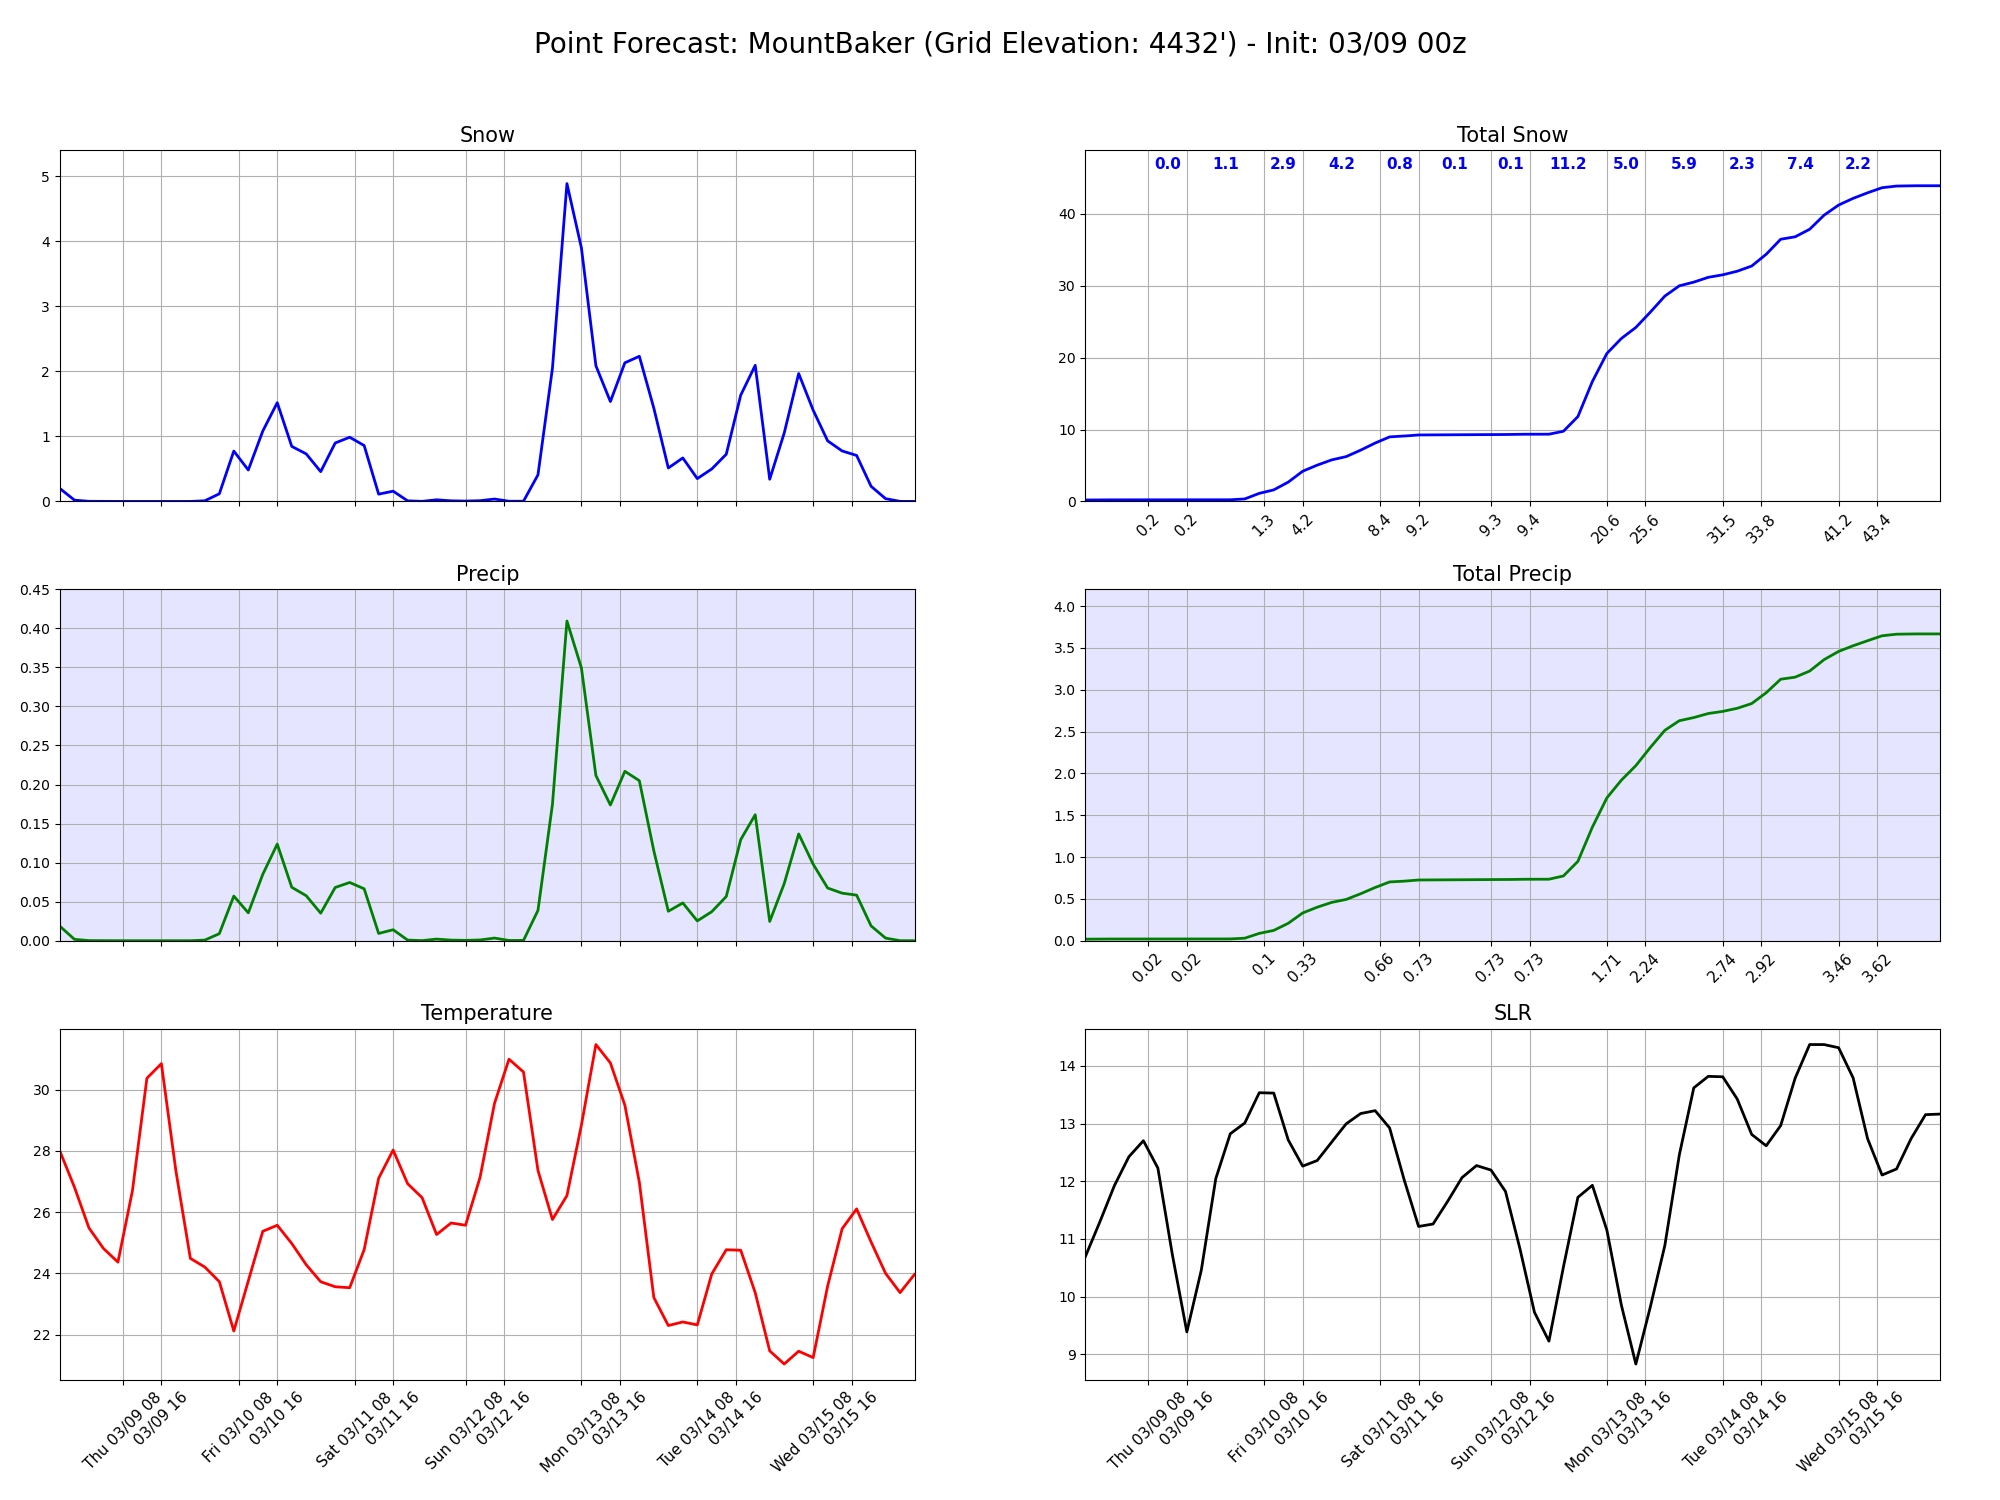 Point Forecast: MountBaker (Grid Elevation: 4432') - Init: 03/09 00z
Snow
5
4
3
2
1
0
Total Snow
0.0 1.1 2.9 4.2 0.8 0.1 0.1 11.2 5.0 5.9 2.3 7.4 2.2
40
30
20
10
0
0.2 0.2 1.3 4.2 8.4 9.2 9.3 9.4 20.6 25.6 31.5 33.8 41.2 43.4
Precip
0.45
0.40
0.35
0.30
0.25
0.20
0.15
0.10
0.05
0.00
Total Precip
4.0
3.5
3.0
2.5
2.0
1.5
1.0
0.5
0.0
0.02 0.02 0.1 0.33 0.66 0.73 0.73 0.73 1.71 2.24 2.74 2.92 3.46 3.62
Temperature
30
28
26
24
22
Thu 03/09 08
03/09 16
Fri 03/10 08
03/10 16
Sat 03/11 08
03/11 16
Sun 03/12 08
03/12 16
Mon 03/13 08
03/13 16
Tue 03/14 08
03/14 16
Wed 03/15 08
03/15 16
SLR
14
13
12
11
10
9
Thu 03/09 08
03/09 16
Fri 03/10 08
03/10 16
Sat 03/11 08
03/11 16
Sun 03/12 08
03/12 16
Mon 03/13 08
03/13 16
Tue 03/14 08
03/14 16
Wed 03/15 08
03/15 16